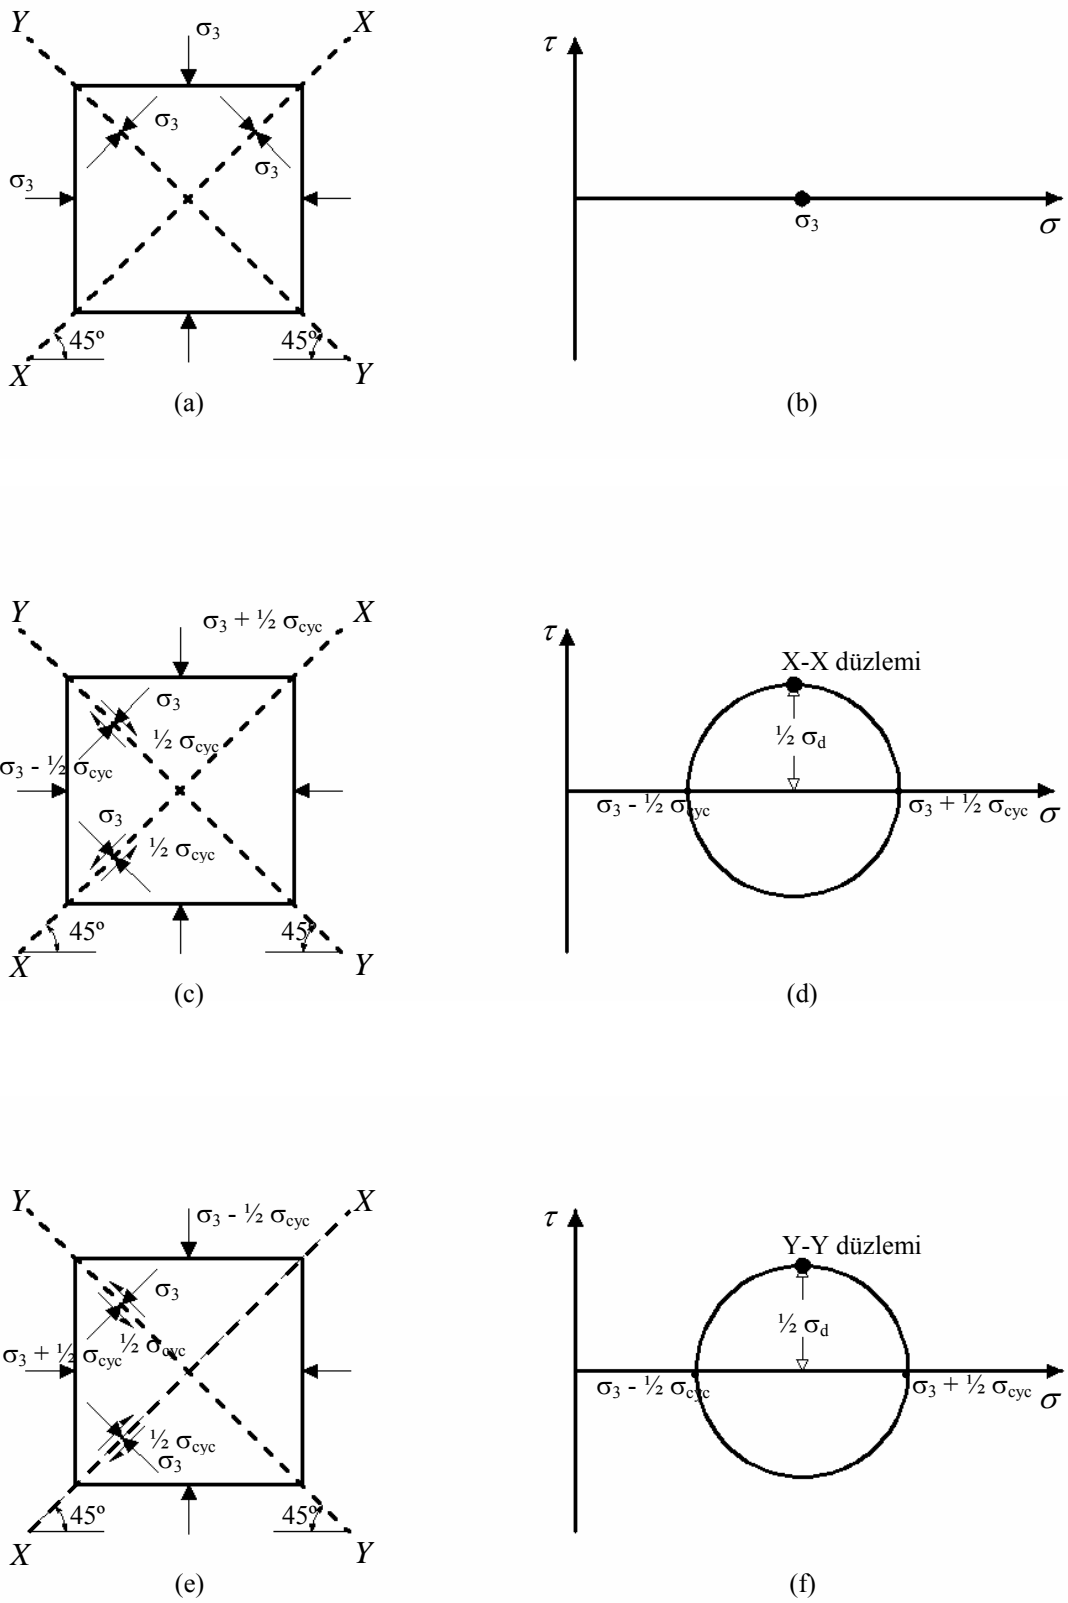 Y
X
σ3
τ
σ3
σ3
σ3
σ3
σ
45º
45º
X
Y
(a)
(b)
Y
σ3 + ½ σcyc
X
τ
X-X düzlemi
σ3
½ σcyc
½ σd
σ3 - ½ σcyc
σ3
½ σcyc
σ3 - ½ σcyc
σ3 + ½ σcyc
σ
45º
45º
X
Y
(c)
(d)
Y
σ3 - ½ σcyc
X
τ
Y-Y düzlemi
σ3
½ σcyc
½ σd
σ3 + ½ σcyc
½ σcyc
σ3
σ3 - ½ σcyc
σ3 + ½ σcyc
σ
45º
45º
X
Y
(e)
(f)